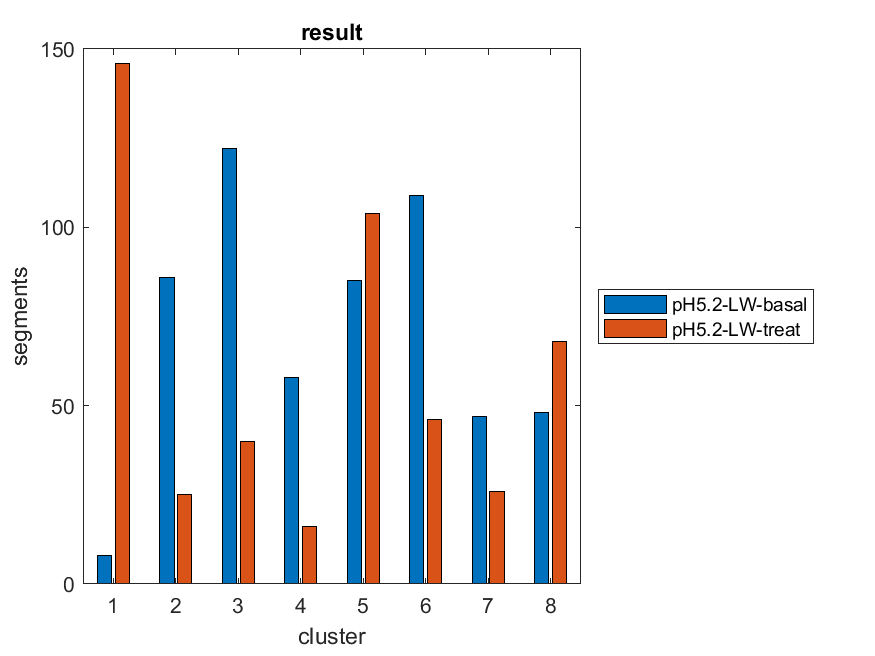 result
150
100
50
0
segments
1 2 3 4 5 6 7 8
cluster
pH5.2-LW-basal
pH5.2-LW-treat